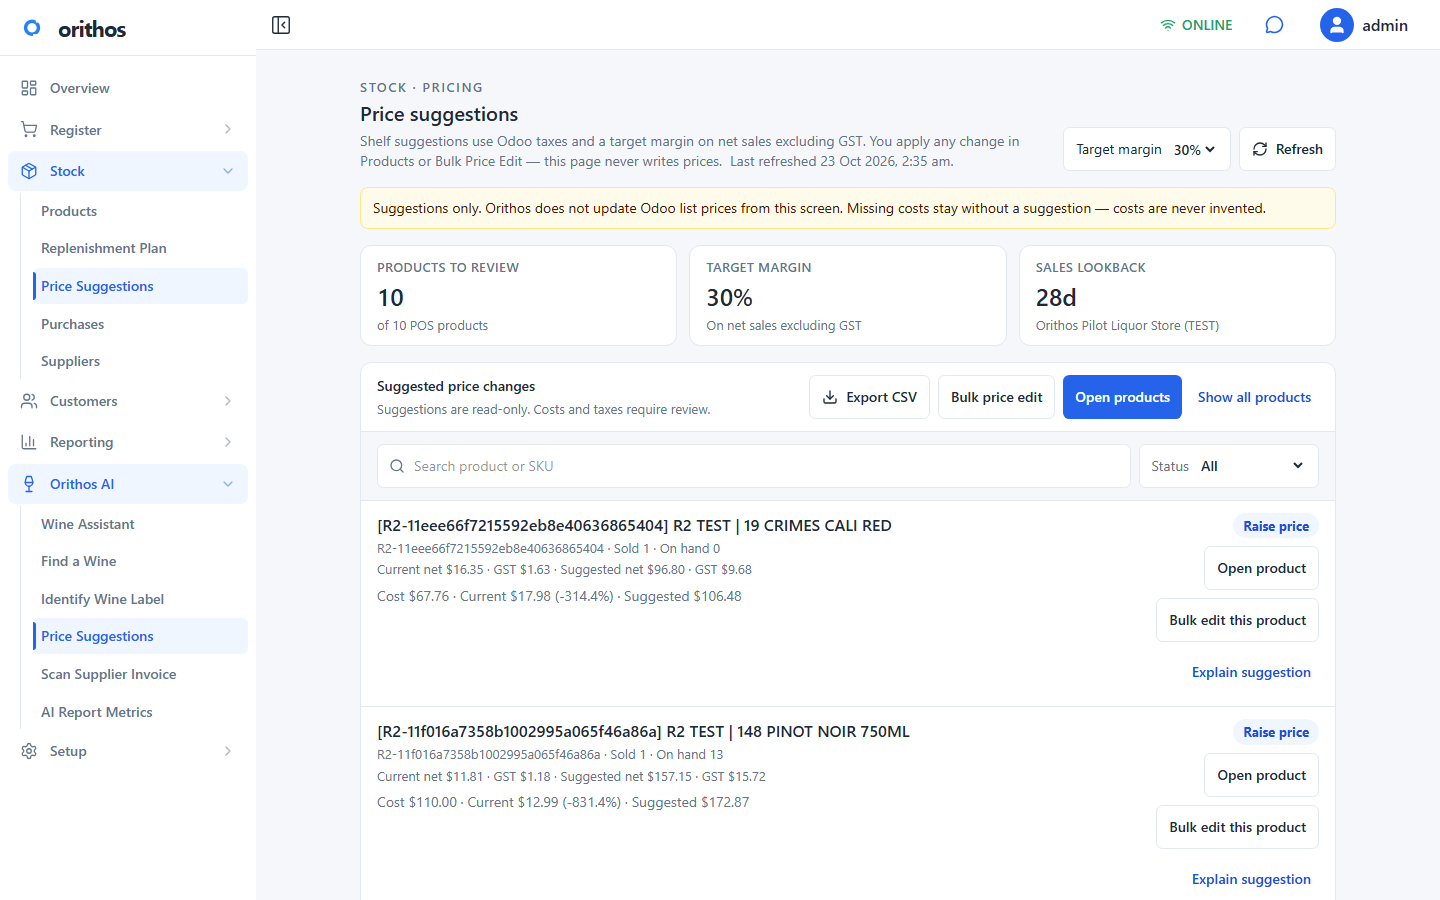 orithos
ONLINE
admin
Overview
Register
Stock
Products
Replenishment Plan
Price Suggestions
Purchases
Suppliers
Customers
Reporting
Orithos AI
Wine Assistant
Find a Wine
Identify Wine Label
Price Suggestions
Scan Supplier Invoice
AI Report Metrics
Setup
STOCK · PRICING
Price suggestions
Shelf suggestions use Odoo taxes and a target margin on net sales excluding GST. You apply any change in
Products or Bulk Price Edit — this page never writes prices. Last refreshed 23 Oct 2026, 2:35 am.
Target margin 30%
Refresh
Suggestions only. Orithos does not update Odoo list prices from this screen. Missing costs stay without a suggestion — costs are never invented.
PRODUCTS TO REVIEW
10
of 10 POS products
TARGET MARGIN
30%
On net sales excluding GST
SALES LOOKBACK
28d
Orithos Pilot Liquor Store (TEST)
Suggested price changes
Suggestions are read-only. Costs and taxes require review.
Export CSV
Bulk price edit
Open products
Show all products
Search product or SKU
Status All
[R2-11eee66f7215592eb8e40636865404] R2 TEST | 19 CRIMES CALI RED
R2-11eee66f7215592eb8e40636865404 · Sold 1 · On hand 0
Current net $16.35 · GST $1.63 · Suggested net $96.80 · GST $9.68
Cost $67.76 · Current $17.98 (-314.4%) · Suggested $106.48
Raise price
Open product
Bulk edit this product
Explain suggestion
[R2-11f016a7358b1002995a065f46a86a] R2 TEST | 148 PINOT NOIR 750ML
R2-11f016a7358b1002995a065f46a86a · Sold 1 · On hand 13
Current net $11.81 · GST $1.18 · Suggested net $157.15 · GST $15.72
Cost $110.00 · Current $12.99 (-831.4%) · Suggested $172.87
Raise price
Open product
Bulk edit this product
Explain suggestion